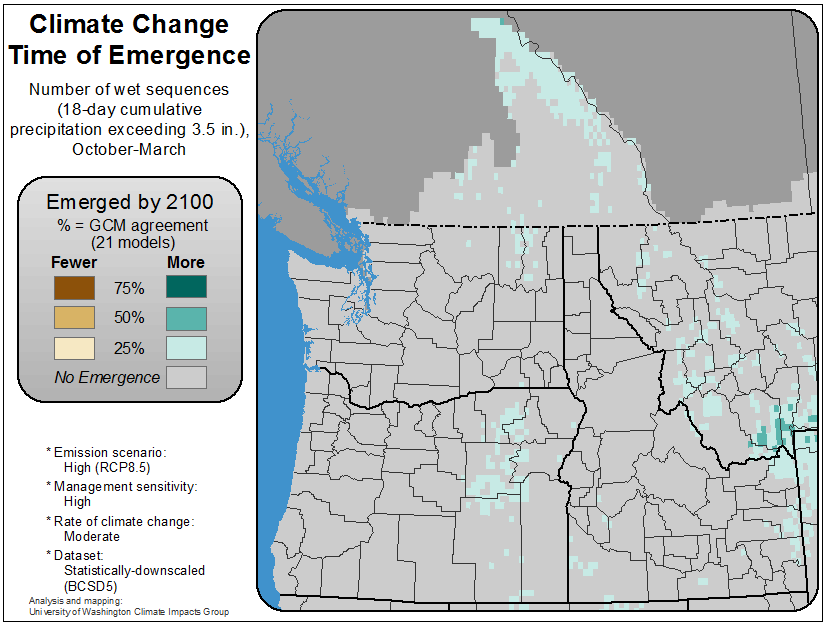 Climate Change
Time of Emergence
Number of wet sequences
(18-day cumulative
precipitation exceeding 3.5 in.),
October-March
Emerged by 2100
% = GCM agreement
(21 models)
Fewer More
75%
50%
25%
No Emergence
* Emission scenario:
High (RCP8.5)
* Management sensitivity:
High
* Rate of climate change:
Moderate
* Dataset:
Statistically-downscaled
(BCSD5)
Analysis and mapping:
University of Washington Climate Impacts Group